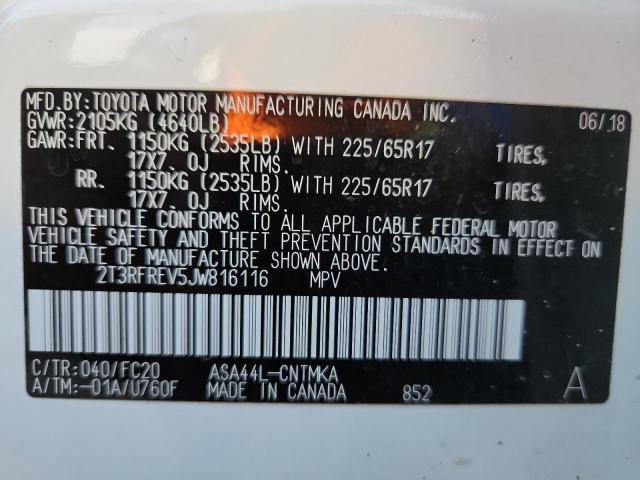 MFD.BY:TOYOTA MOTOR MANUFACTURING CANADA INC.
GVWR:2105KG (4640LB) 06/18
GAWR:FRT. 1150KG (2535LB) WITH 225/65R17 TIRES,
17X7.0J RIMS.
RR. 1150KG (2535LB) WITH 225/65R17 TIRES,
17X7.0J RIMS.
THIS VEHICLE CONFORMS TO ALL APPLICABLE FEDERAL MOTOR
VEHICLE SAFETY AND THEFT PREVENTION STANDARDS IN EFFECT ON
THE DATE OF MANUFACTURE SHOWN ABOVE.
2T3RFREV5JW816116 MPV
C/TR:040/FC20 ASA44L-CNTMKA
A/TM:-01A/U760F MADE IN CANADA 852 A